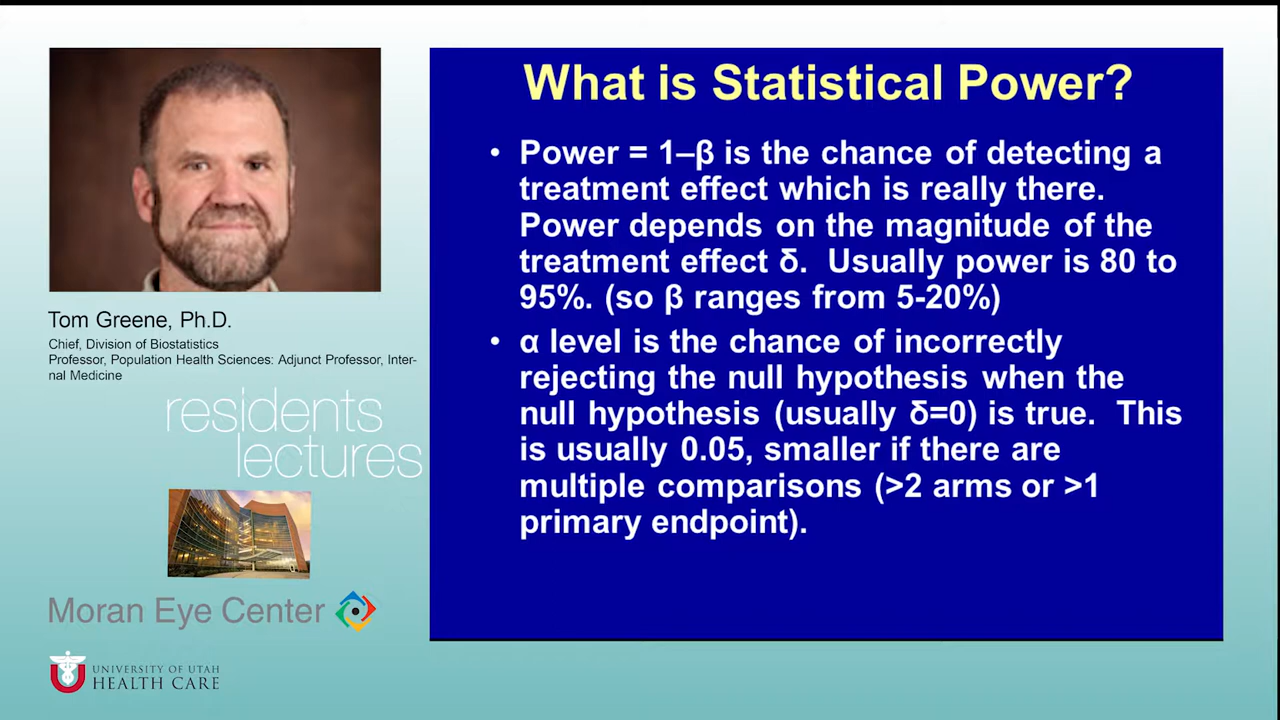 What is Statistical Power?
• Power = 1–β is the chance of detecting a
treatment effect which is really there.
Power depends on the magnitude of the
treatment effect δ. Usually power is 80 to
95%. (so β ranges from 5-20%)
• α level is the chance of incorrectly
rejecting the null hypothesis when the
null hypothesis (usually δ=0) is true. This
is usually 0.05, smaller if there are
multiple comparisons (>2 arms or >1
primary endpoint).
Tom Greene, Ph.D.
Chief, Division of Biostatistics
Professor, Population Health Sciences: Adjunct Professor, Inter-
nal Medicine
residents
lectures
Moran Eye Center
U
UNIVERSITY OF UTAH
HEALTH CARE